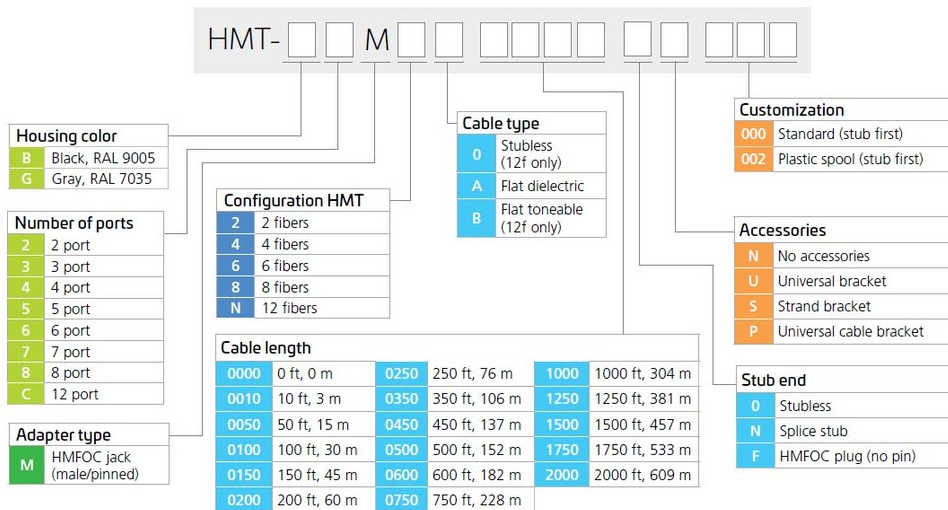 HMT- M
Housing color
B Black, RAL 9005
G Gray, RAL 7035
Number of ports
2 2 port
3 3 port
4 4 port
5 5 port
6 6 port
7 7 port
8 8 port
C 12 port
Adapter type
M HMFOC jack
(male/pinned)
Configuration HMT
2 2 fibers
4 4 fibers
6 6 fibers
8 8 fibers
N 12 fibers
Cable type
0 Stubless
(12f only)
A Flat dielectric
B Flat toneable
(12f only)
Cable length
0000 0 ft, 0 m 0250 250 ft, 76 m 1000 1000 ft, 304 m
0010 10 ft, 3 m 0350 350 ft, 106 m 1250 1250 ft, 381 m
0050 50 ft, 15 m 0450 450 ft, 137 m 1500 1500 ft, 457 m
0100 100 ft, 30 m 0500 500 ft, 152 m 1750 1750 ft, 533 m
0150 150 ft, 45 m 0600 600 ft, 182 m 2000 2000 ft, 609 m
0200 200 ft, 60 m 0750 750 ft, 228 m
Customization
000 Standard (stub first)
002 Plastic spool (stub first)
Accessories
N No accessories
U Universal bracket
S Strand bracket
P Universal cable bracket
Stub end
0 Stubless
N Splice stub
F HMFOC plug (no pin)